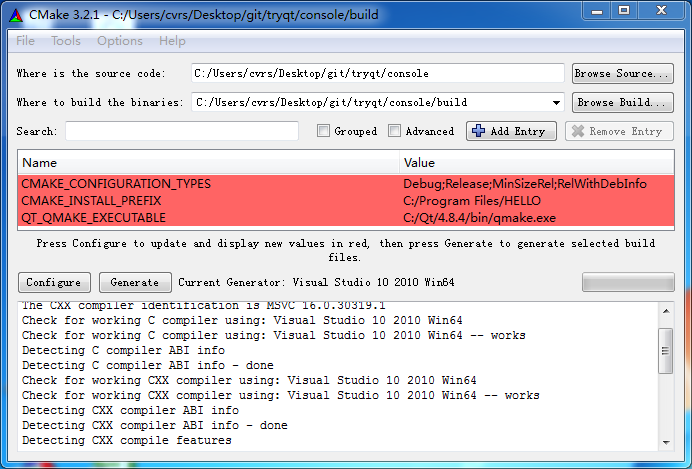 CMake 3.2.1 - C:/Users/cvrs/Desktop/git/tryqt/console/build
File Tools Options Help
Where is the source code: C:/Users/cvrs/Desktop/git/tryqt/console Browse Source...
Where to build the binaries: C:/Users/cvrs/Desktop/git/tryqt/console/build Browse Build...
Search: Grouped Advanced Add Entry Remove Entry
Name Value
CMAKE_CONFIGURATION_TYPES Debug;Release;MinSizeRel;RelWithDebInfo
CMAKE_INSTALL_PREFIX C:/Program Files/HELLO
QT_QMAKE_EXECUTABLE C:/Qt/4.8.4/bin/qmake.exe
Press Configure to update and display new values in red, then press Generate to generate selected build
files.
Configure Generate Current Generator: Visual Studio 10 2010 Win64
The CXX compiler identification is MSVC 16.0.30319.1
Check for working C compiler using: Visual Studio 10 2010 Win64
Check for working C compiler using: Visual Studio 10 2010 Win64 -- works
Detecting C compiler ABI info
Detecting C compiler ABI info - done
Check for working CXX compiler using: Visual Studio 10 2010 Win64
Check for working CXX compiler using: Visual Studio 10 2010 Win64 -- works
Detecting CXX compiler ABI info
Detecting CXX compiler ABI info - done
Detecting CXX compile features